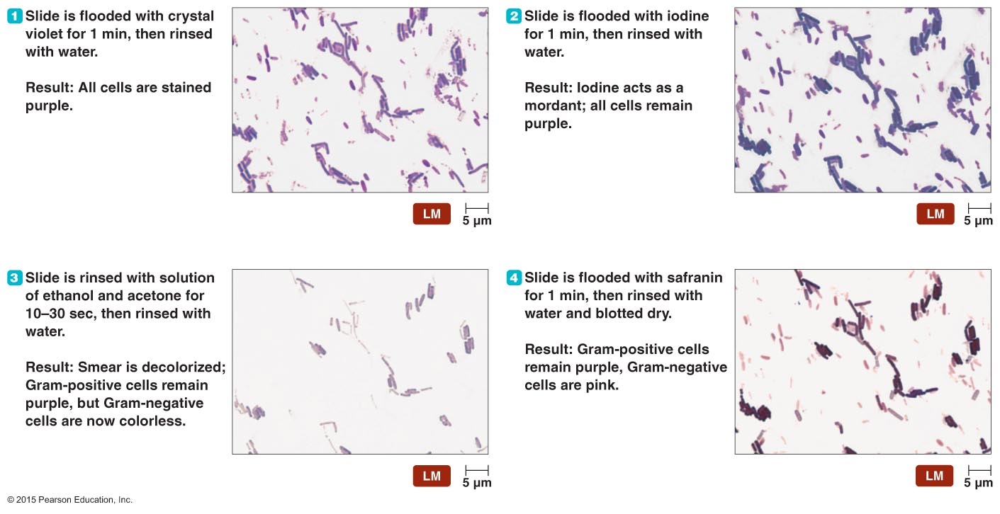 1 Slide is flooded with crystal
violet for 1 min, then rinsed
with water.
Result: All cells are stained
purple.
LM
5 µm
2 Slide is flooded with iodine
for 1 min, then rinsed with
water.
Result: Iodine acts as a
mordant; all cells remain
purple.
LM
5 µm
3 Slide is rinsed with solution
of ethanol and acetone for
10–30 sec, then rinsed with
water.
Result: Smear is decolorized;
Gram-positive cells remain
purple, but Gram-negative
cells are now colorless.
LM
5 µm
4 Slide is flooded with safranin
for 1 min, then rinsed with
water and blotted dry.
Result: Gram-positive cells
remain purple, Gram-negative
cells are pink.
LM
5 µm
© 2015 Pearson Education, Inc.